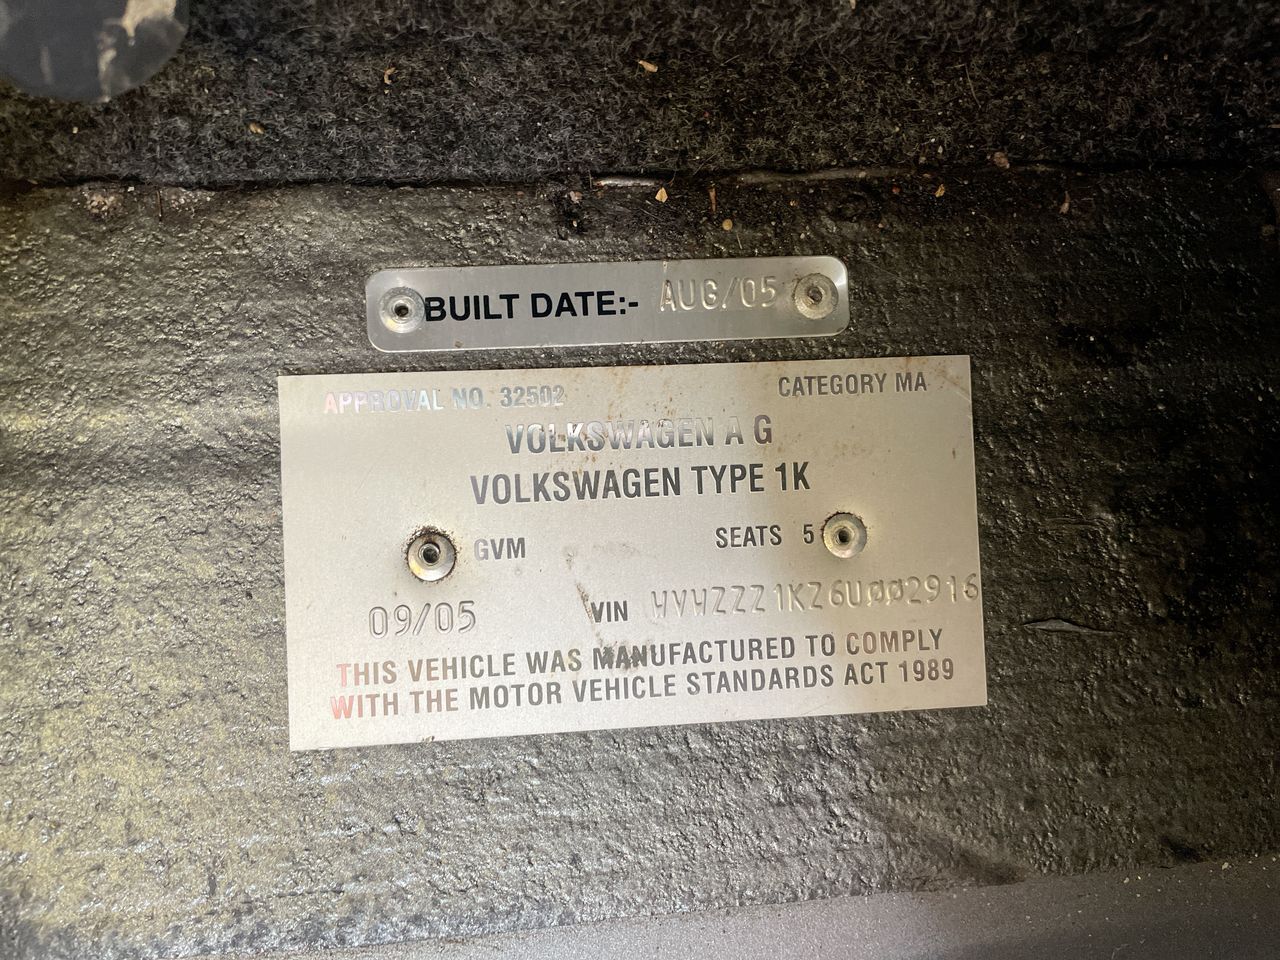 BUILT DATE:- AUG/05
APPROVAL NO. 32502 CATEGORY MA
VOLKSWAGEN A G
VOLKSWAGEN TYPE 1K
GVM SEATS 5
09/05 VIN WVWZZZ1KZ6U002916
THIS VEHICLE WAS MANUFACTURED TO COMPLY
WITH THE MOTOR VEHICLE STANDARDS ACT 1989